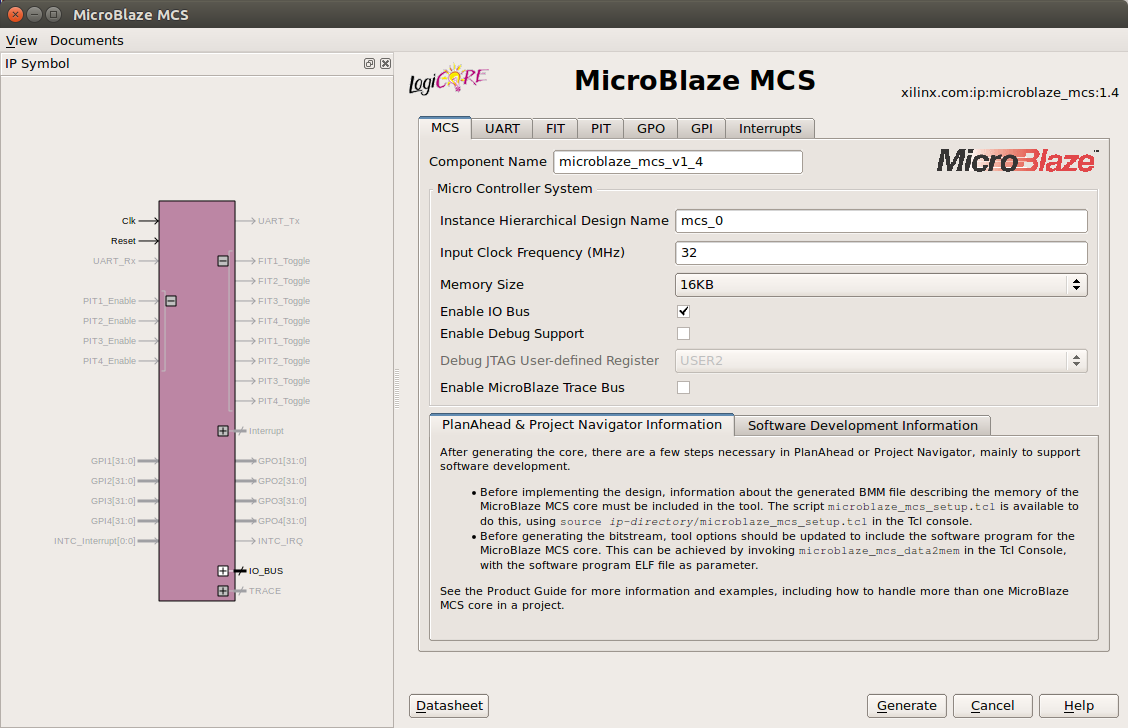 MicroBlaze MCS
View Documents
IP Symbol
Clk
Reset
UART_Rx
PIT1_Enable
PIT2_Enable
PIT3_Enable
PIT4_Enable
GPI1[31:0]
GPI2[31:0]
GPI3[31:0]
GPI4[31:0]
INTC_Interrupt[0:0]
UART_Tx
FIT1_Toggle
FIT2_Toggle
FIT3_Toggle
FIT4_Toggle
PIT1_Toggle
PIT2_Toggle
PIT3_Toggle
PIT4_Toggle
Interrupt
GPO1[31:0]
GPO2[31:0]
GPO3[31:0]
GPO4[31:0]
INTC_IRQ
IO_BUS
TRACE
LogiCORE
MicroBlaze MCS
xilinx.com:ip:microblaze_mcs:1.4
MCS UART FIT PIT GPO GPI Interrupts
Component Name microblaze_mcs_v1_4
MicroBlaze™
Micro Controller System
Instance Hierarchical Design Name mcs_0
Input Clock Frequency (MHz) 32
Memory Size 16KB
Enable IO Bus
Enable Debug Support
Debug JTAG User-defined Register USER2
Enable MicroBlaze Trace Bus
PlanAhead & Project Navigator Information Software Development Information
After generating the core, there are a few steps necessary in PlanAhead or Project Navigator, mainly to support
software development.
• Before implementing the design, information about the generated BMM file describing the memory of the
MicroBlaze MCS core must be included in the tool. The script microblaze_mcs_setup.tcl is available to
do this, using source ip-directory/microblaze_mcs_setup.tcl in the Tcl console.
• Before generating the bitstream, tool options should be updated to include the software program for the
MicroBlaze MCS core. This can be achieved by invoking microblaze_mcs_data2mem in the Tcl Console,
with the software program ELF file as parameter.
See the Product Guide for more information and examples, including how to handle more than one MicroBlaze
MCS core in a project.
Datasheet Generate Cancel Help